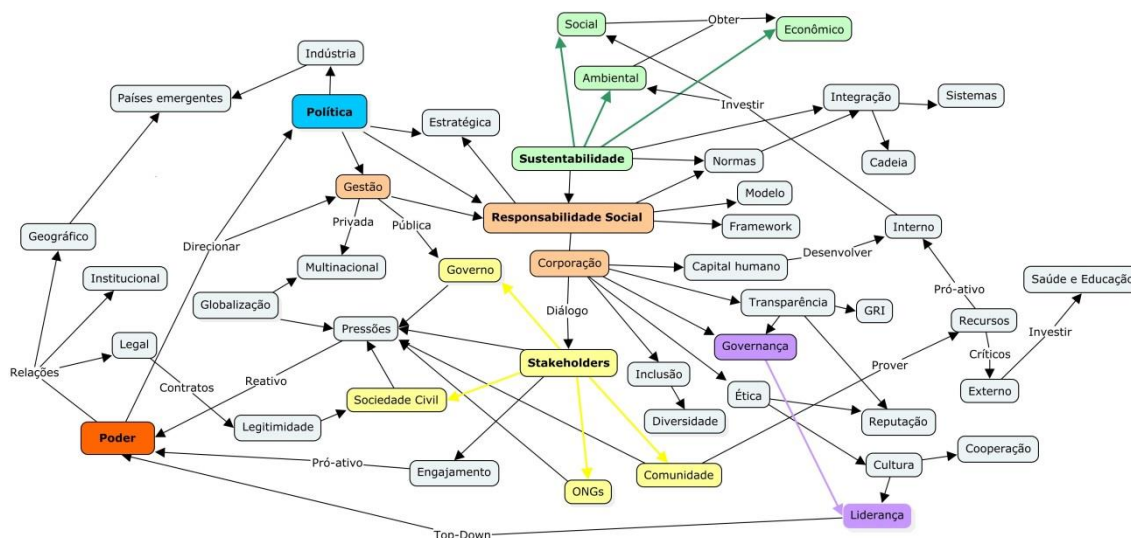 Social
Obter
Econômico
Indústria
Ambiental
Países emergentes
Integração
Sistemas
Investir
Política
Estratégica
Sustentabilidade
Normas
Cadeia
Gestão
Modelo
Privada
Pública
Responsabilidade Social
Framework
Interno
Geográfico
Direcionar
Desenvolver
Multinacional
Governo
Corporação
Capital humano
Institucional
Saúde e Educação
Pró-ativo
Globalização
Transparência
GRI
Diálogo
Recursos
Pressões
Legal
Investir
Governança
Críticos
Stakeholders
Prover
Relações
Inclusão
Reativo
Contratos
Externo
Sociedade Civil
Ética
Diversidade
Reputação
Legitimidade
Poder
Cooperação
Pró-ativo
Engajamento
Comunidade
Cultura
ONGs
Liderança
Top-Down